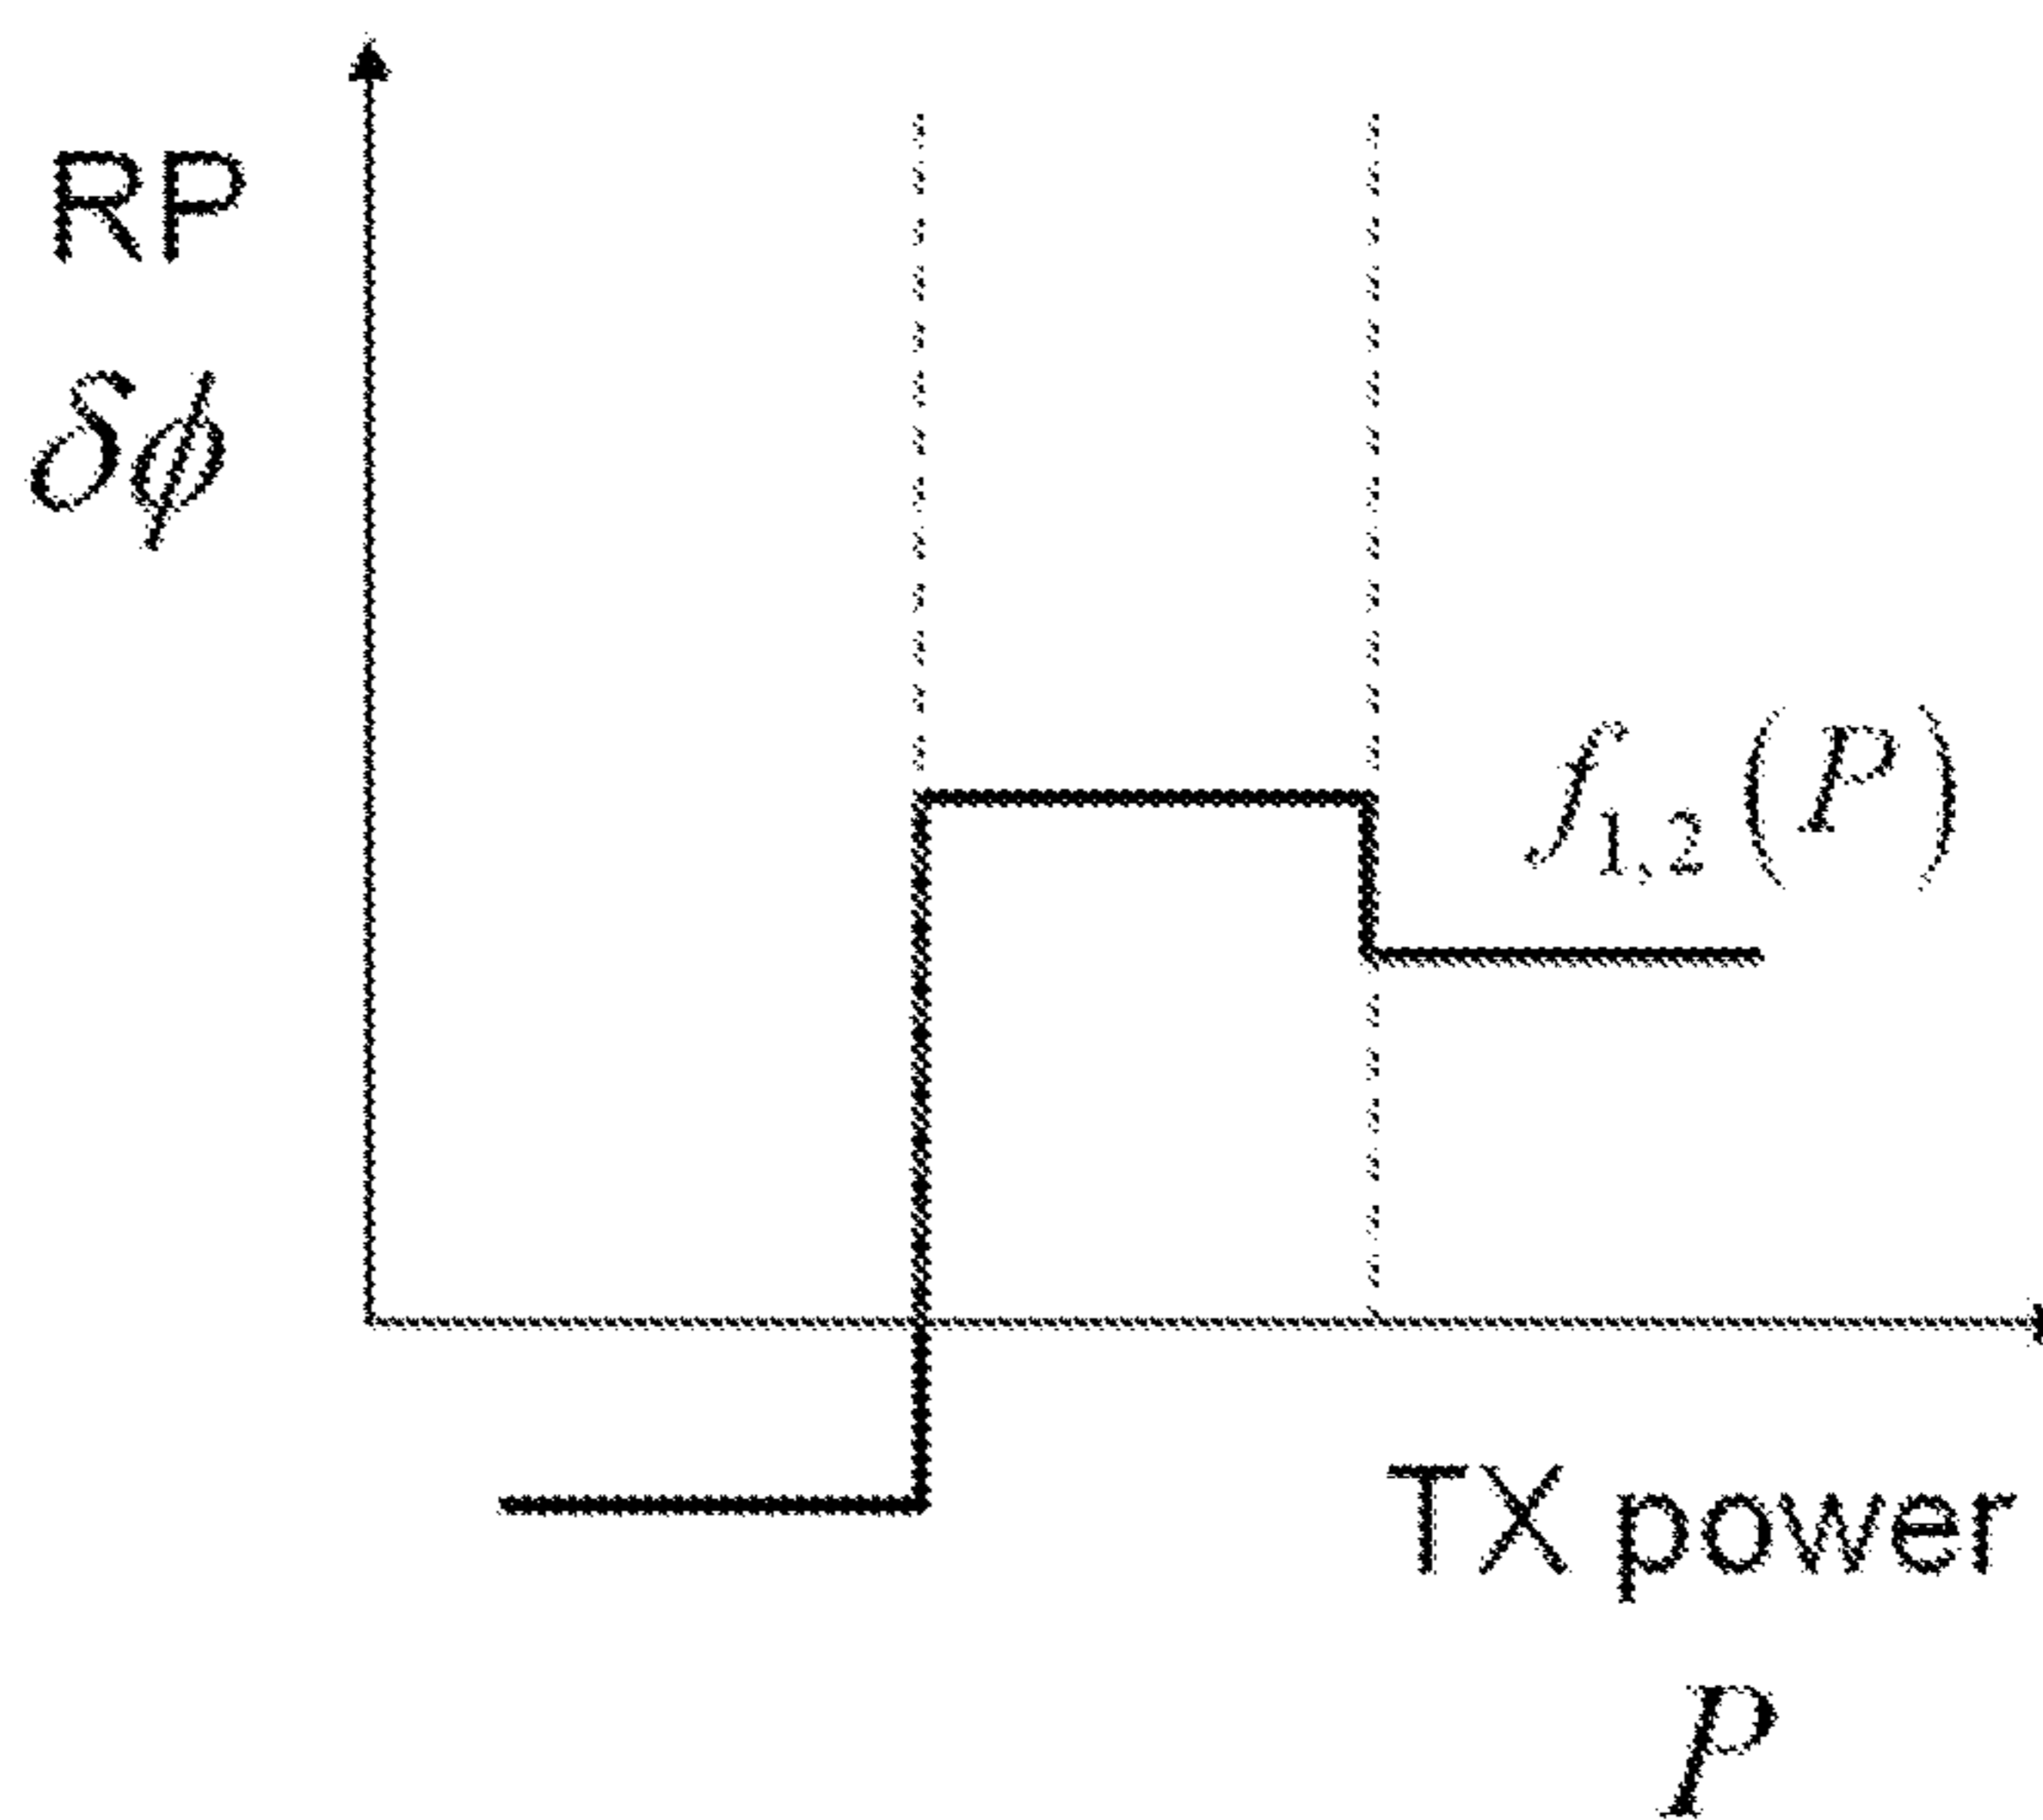 RP
δϕ
f1,2(P)
TX power
P